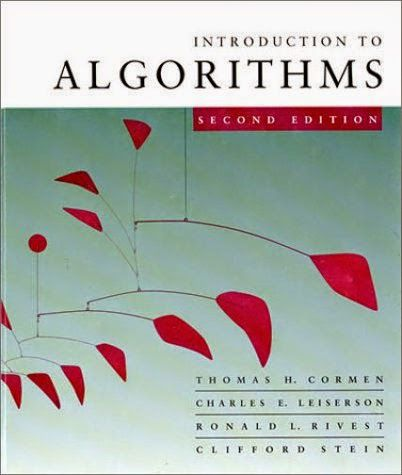 INTRODUCTION TO
ALGORITHMS
SECOND EDITION
THOMAS H. CORMEN
CHARLES E. LEISERSON
RONALD L. RIVEST
CLIFFORD STEIN